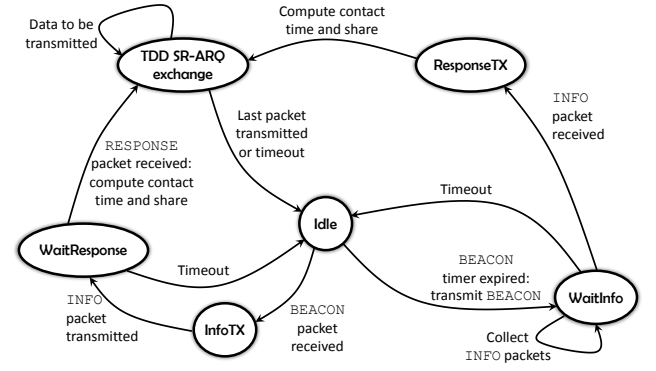 Data to be
transmitted
TDD SR-ARQ
exchange
Compute contact
time and share
ResponseTX
INFO
packet
received
Last packet
transmitted
or timeout
RESPONSE
packet received:
compute contact
time and share
Idle
Timeout
WaitResponse
Timeout
BEACON
timer expired:
transmit BEACON
WaitInfo
INFO
packet
transmitted
InfoTX
BEACON
packet
received
Collect
INFO packets